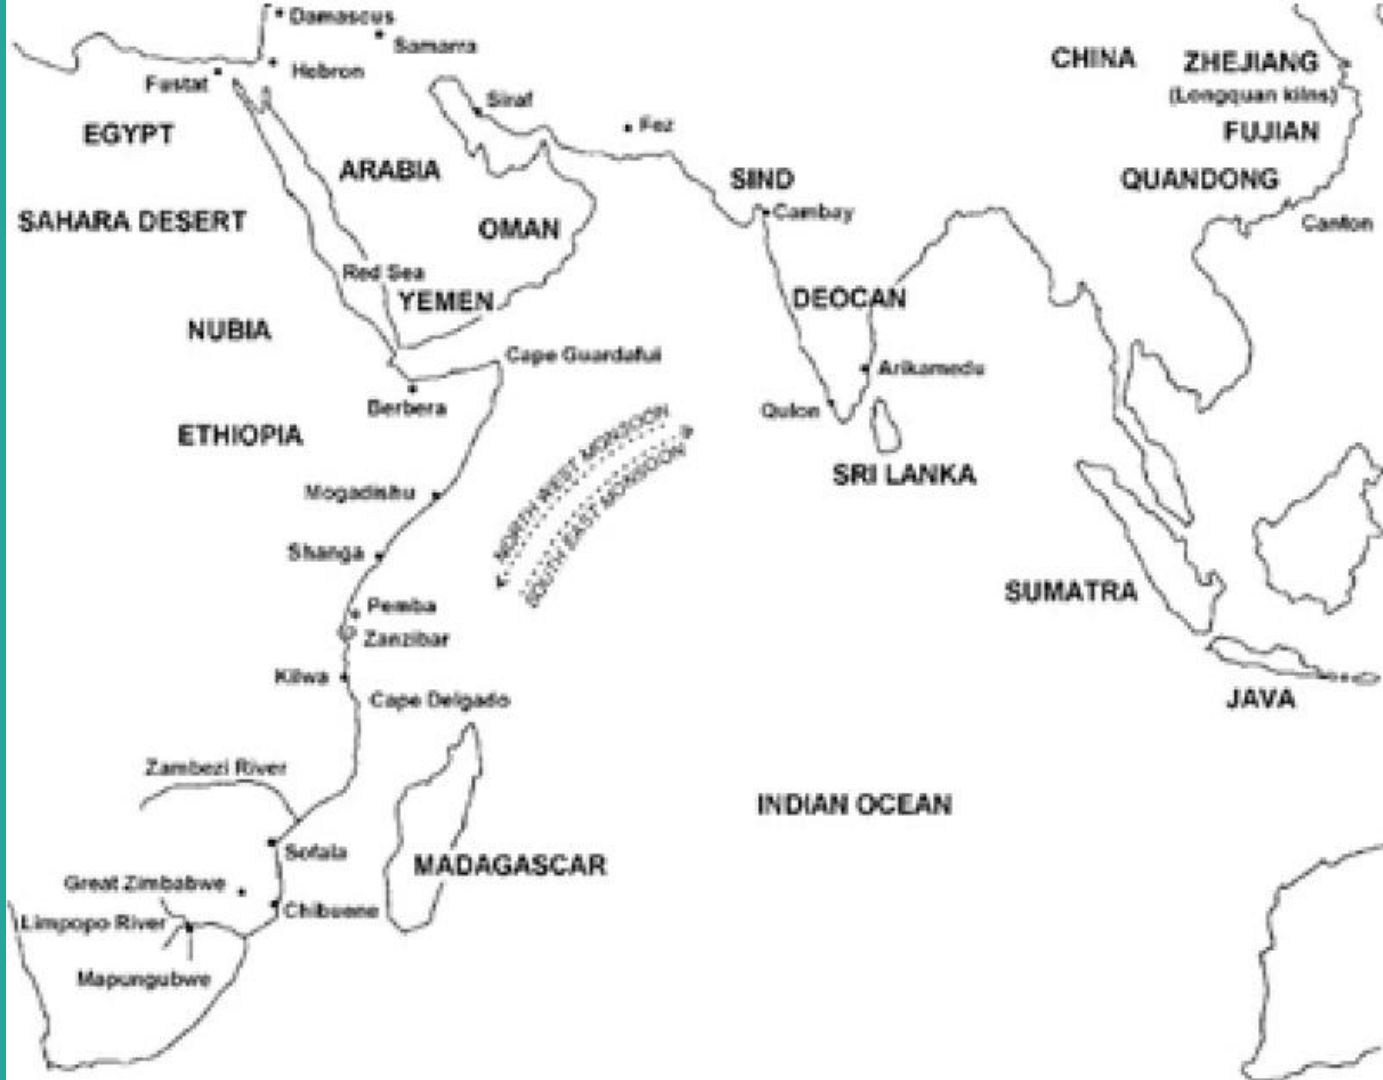 Damascus
Samarra
Hebron
Fustat
CHINA
ZHEJIANG
(Longquan kilns)
FUJIAN
Siraf
Fez
EGYPT
ARABIA
SIND
QUANDONG
Cambay
SAHARA DESERT
OMAN
Canton
Red Sea
YEMEN
DEOCAN
NUBIA
Cape Guardafui
Arikamedu
Berbera
Qulon
ETHIOPIA
NORTH WEST MONSOON
SOUTH EAST MONSOON
SRI LANKA
Mogadishu
Shanga
SUMATRA
Pemba
Zanzibar
Kilwa
Cape Delgado
JAVA
Zambezi River
INDIAN OCEAN
Sofala
MADAGASCAR
Great Zimbabwe
Chibuene
Limpopo River
Mapungubwe